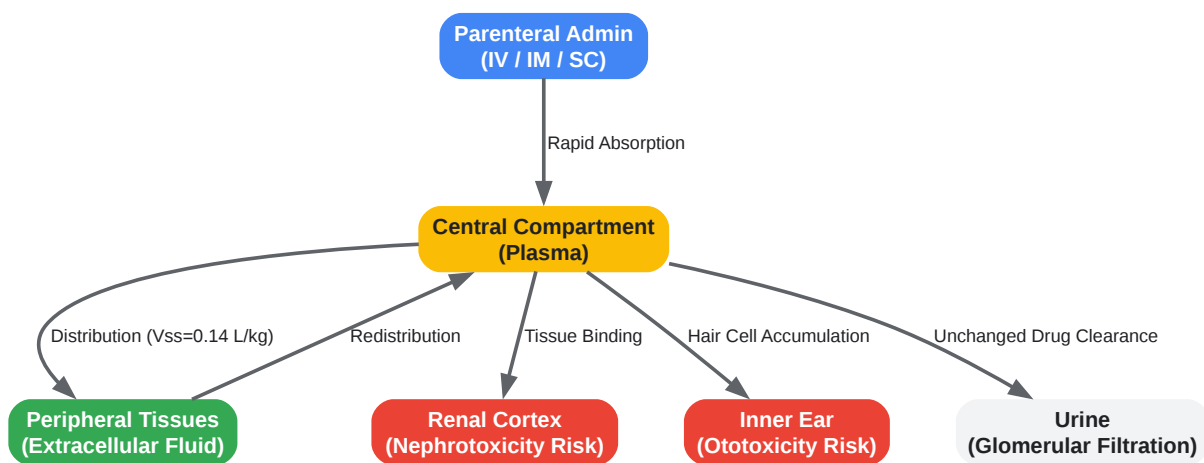 Parenteral Admin
(IV / IM / SC)
Rapid Absorption
Central Compartment
(Plasma)
Distribution (Vss=0.14 L/kg)
Redistribution
Tissue Binding
Hair Cell Accumulation
Unchanged Drug Clearance
Peripheral Tissues
(Extracellular Fluid)
Renal Cortex
(Nephrotoxicity Risk)
Inner Ear
(Ototoxicity Risk)
Urine
(Glomerular Filtration)